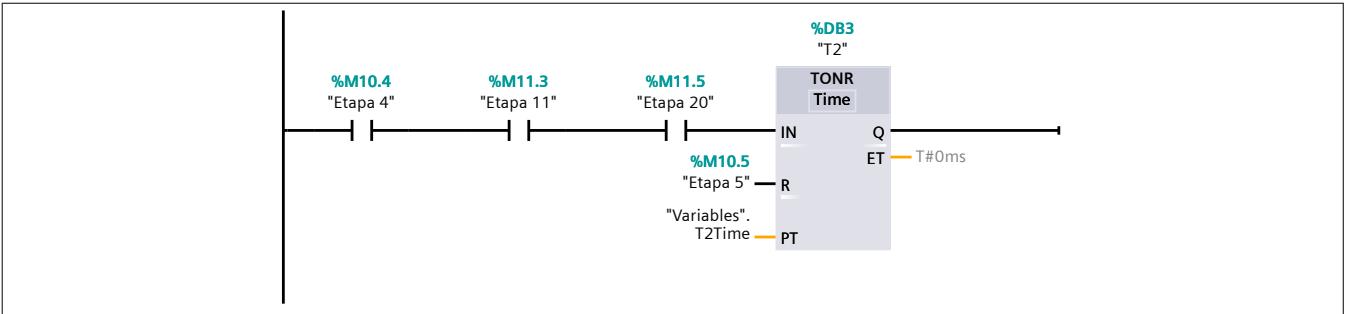 %DB3
"T2"
%M10.4
"Etapa 4"
%M11.3
"Etapa 11"
%M11.5
"Etapa 20"
TONR
Time
IN
Q
ET
T#0ms
%M10.5
"Etapa 5"
R
"Variables".
T2Time
PT